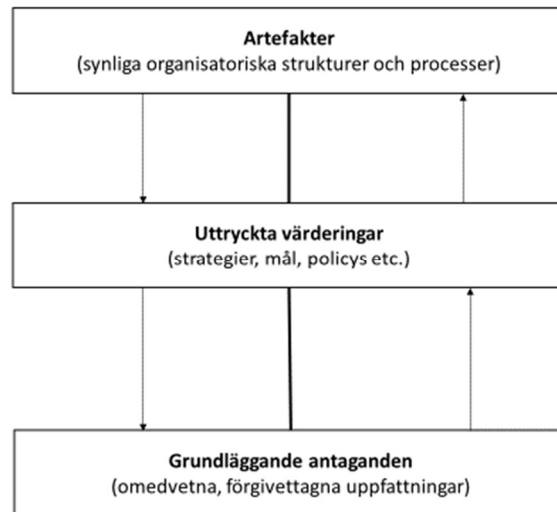 Artefakter
(synliga organisatoriska strukturer och processer)
Uttryckta värderingar
(strategier, mål, policys etc.)
Grundläggande antaganden
(omedvetna, förgivettagna uppfattningar)